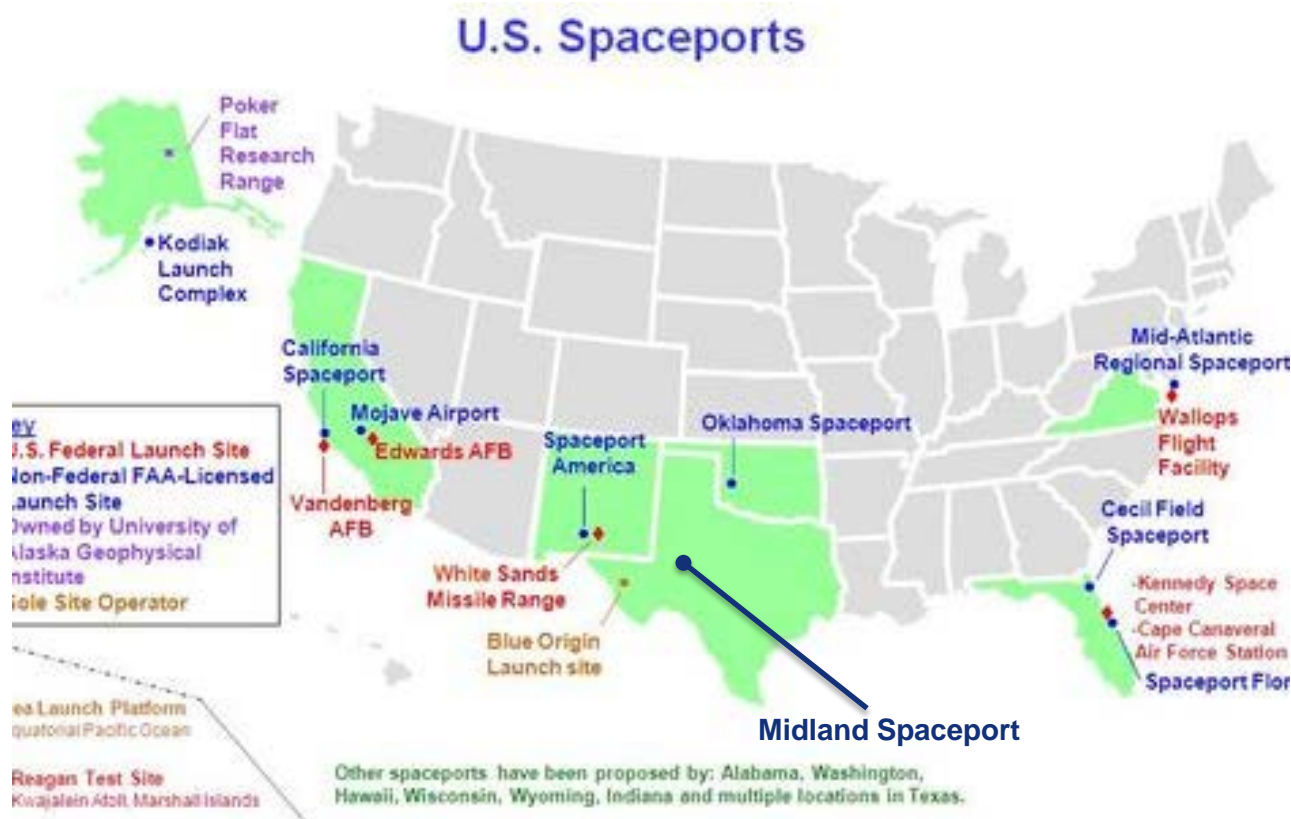 U.S. Spaceports
Poker
Flat
Research
Range
Kodiak
Launch
Complex
California
Spaceport
Mojave Airport
Edwards AFB
Vandenberg
AFB
Spaceport
America
White Sands
Missile Range
Blue Origin
Launch site
Oklahoma Spaceport
Midland Spaceport
Mid-Atlantic
Regional Spaceport
Wallops
Flight
Facility
Cecil Field
Spaceport
-Kennedy Space
Center
-Cape Canaveral
Air Force Station
Spaceport Flor
ey
U.S. Federal Launch Site
Non-Federal FAA-Licensed
Launch Site
Owned by University of
Alaska Geophysical
nstitute
Sole Site Operator
ea Launch Platform
quatorial Pacific Ocean
Reagan Test Site
Kwajalein Atoll, Marshall Islands
Other spaceports have been proposed by: Alabama, Washington,
Hawaii, Wisconsin, Wyoming, Indiana and multiple locations in Texas.